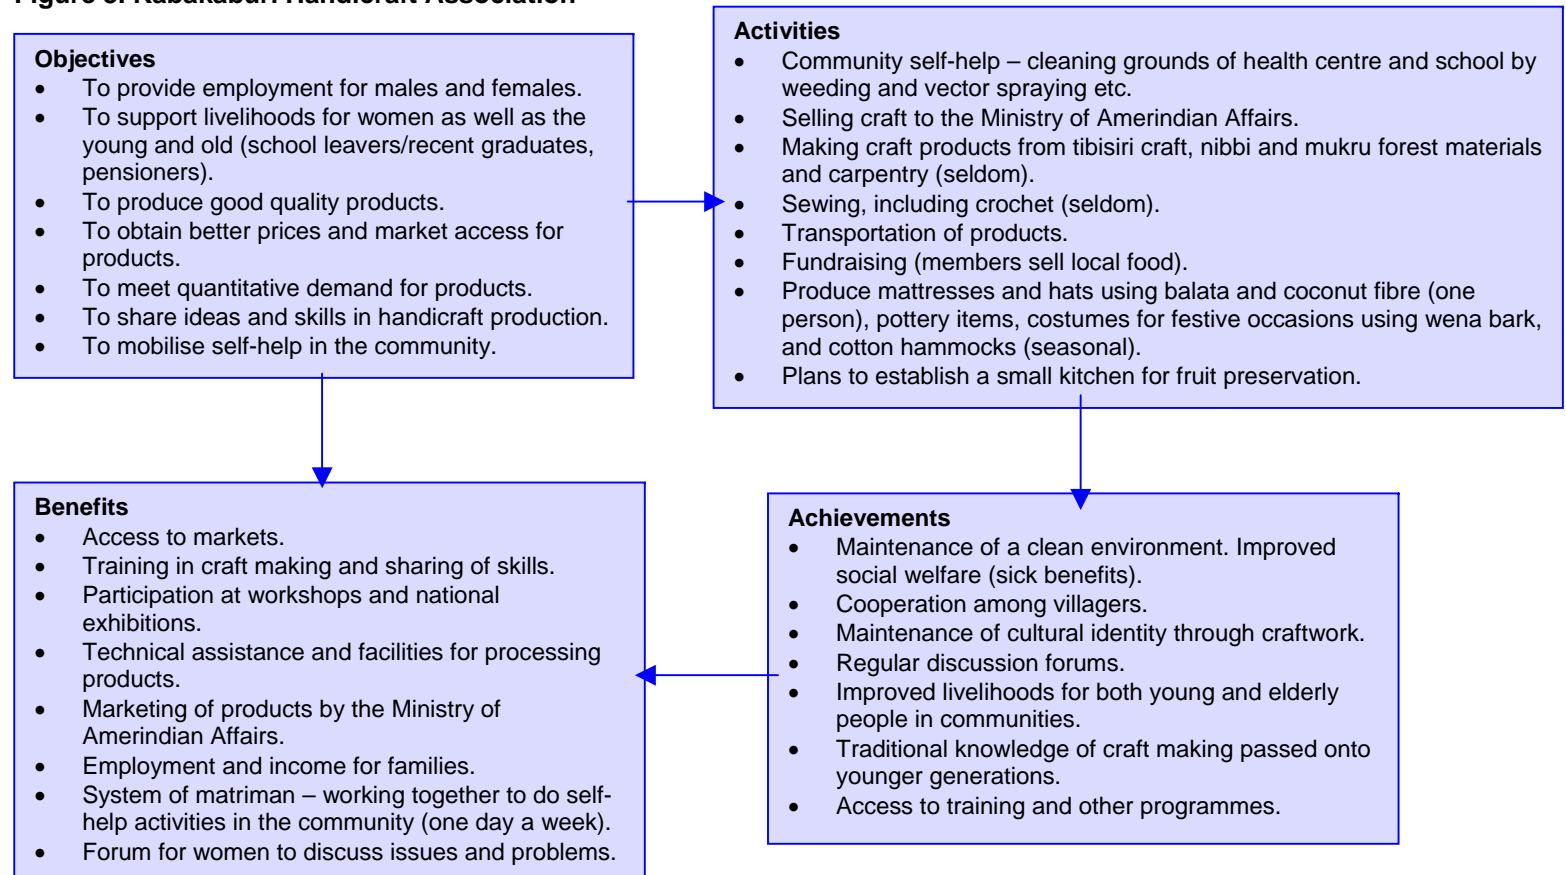 Figure 3. Kabakaburi Handicraft Association
Objectives
• To provide employment for males and females.
• To support livelihoods for women as well as the
young and old (school leavers/recent graduates,
pensioners).
• To produce good quality products.
• To obtain better prices and market access for
products.
• To meet quantitative demand for products.
• To share ideas and skills in handicraft production.
• To mobilise self-help in the community.
Activities
• Community self-help – cleaning grounds of health centre and school by
weeding and vector spraying etc.
• Selling craft to the Ministry of Amerindian Affairs.
• Making craft products from tibisiri craft, nibbi and mukru forest materials
and carpentry (seldom).
• Sewing, including crochet (seldom).
• Transportation of products.
• Fundraising (members sell local food).
• Produce mattresses and hats using balata and coconut fibre (one
person), pottery items, costumes for festive occasions using wena bark,
and cotton hammocks (seasonal).
• Plans to establish a small kitchen for fruit preservation.
Benefits
• Access to markets.
• Training in craft making and sharing of skills.
• Participation at workshops and national
exhibitions.
• Technical assistance and facilities for processing
products.
• Marketing of products by the Ministry of
Amerindian Affairs.
• Employment and income for families.
• System of matriman – working together to do self-
help activities in the community (one day a week).
• Forum for women to discuss issues and problems.
Achievements
• Maintenance of a clean environment. Improved
social welfare (sick benefits).
• Cooperation among villagers.
• Maintenance of cultural identity through craftwork.
• Regular discussion forums.
• Improved livelihoods for both young and elderly
people in communities.
• Traditional knowledge of craft making passed onto
younger generations.
• Access to training and other programmes.